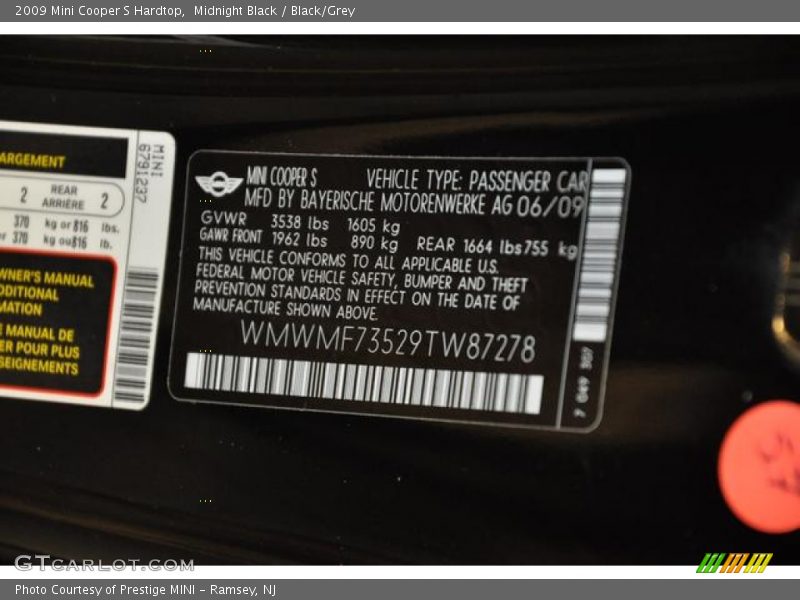 2009 Mini Cooper S Hardtop,  Midnight Black / Black/Grey
ARGEMENT
2 REAR ARRIÈRE 2
370 kg or 816 lbs.
370 kg ou 816 lb.
WNER'S MANUAL
DDITIONAL
MATION
MANUAL DE
ER POUR PLUS
SEIGNEMENTS
MINI
6791237
MINI COOPER S VEHICLE TYPE: PASSENGER CAR
MFD BY BAYERISCHE MOTORENWERKE AG 06/09
GVWR 3538 lbs 1605 kg
GAWR FRONT 1962 lbs 890 kg REAR 1664 lbs 755 kg
THIS VEHICLE CONFORMS TO ALL APPLICABLE U.S.
FEDERAL MOTOR VEHICLE SAFETY, BUMPER AND THEFT
PREVENTION STANDARDS IN EFFECT ON THE DATE OF
MANUFACTURE SHOWN ABOVE.
WMWMF73529TW87278
7 069 307
GTCARLOT.COM
Photo Courtesy of Prestige MINI - Ramsey, NJ